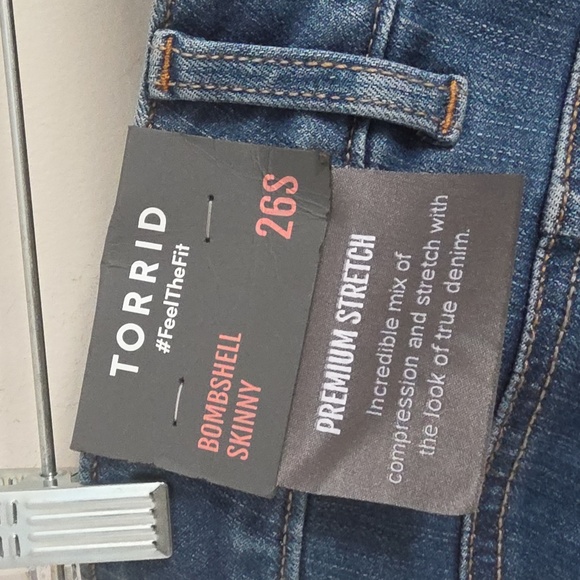 TORRID
#FeelTheFit
BOMBSHELL
SKINNY
26S
PREMIUM STRETCH
Incredible mix of
compression and stretch with
the look of true denim.